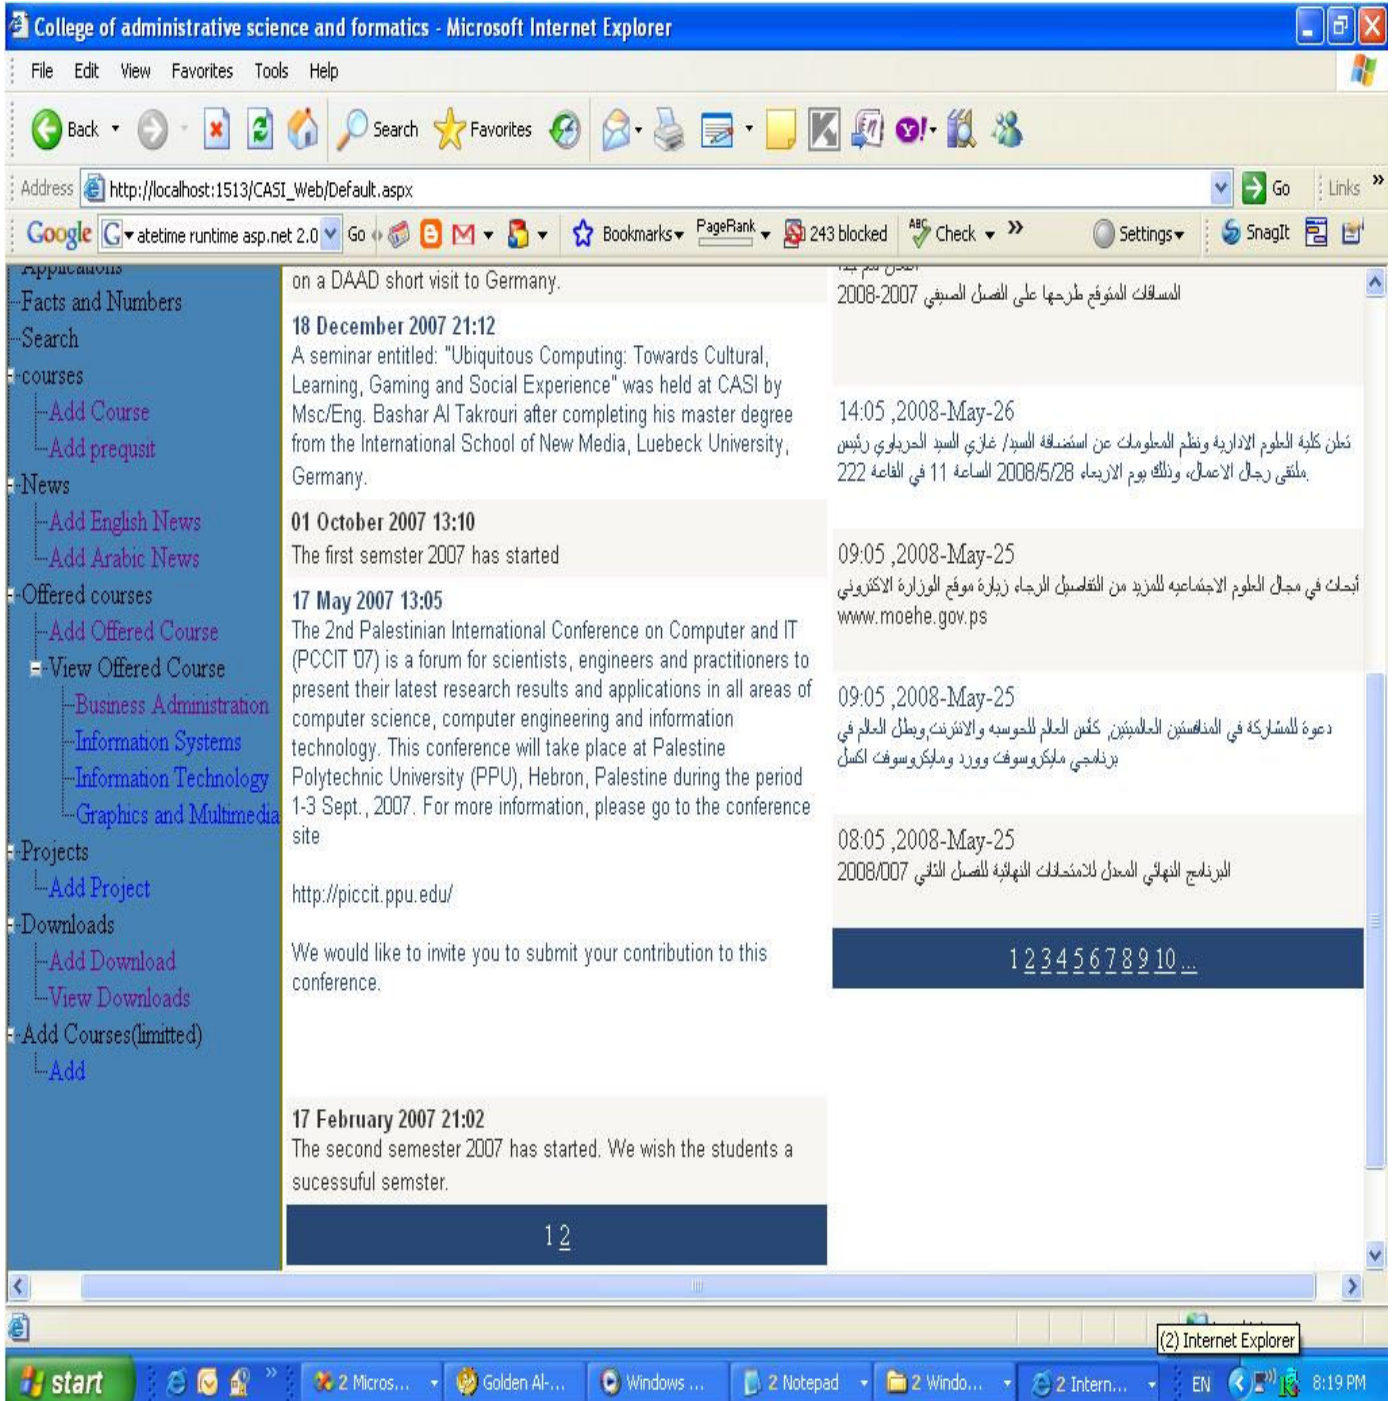 College of administrative science and formatics - Microsoft Internet Explorer
File Edit View Favorites Tools Help
Back Search Favorites
Address http://localhost:1513/CASI_Web/Default.aspx Go Links »
Google G atetime runtime asp.net 2.0 Go Bookmarks PageRank 243 blocked ABC Check » Settings SnagIt
Applications
Facts and Numbers
Search
courses
Add Course
Add prequsit
News
Add English News
Add Arabic News
Offered courses
Add Offered Course
View Offered Course
Business Administration
Information Systems
Information Technology
Graphics and Multimedia
Projects
Add Project
Downloads
Add Download
View Downloads
Add Courses(limitted)
Add
on a DAAD short visit to Germany.
18 December 2007 21:12
A seminar entitled: "Ubiquitous Computing: Towards Cultural,
Learning, Gaming and Social Experience" was held at CASI by
Msc/Eng. Bashar Al Takrouri after completing his master degree
from the International School of New Media, Luebeck University,
Germany.
01 October 2007 13:10
The first semster 2007 has started
17 May 2007 13:05
The 2nd Palestinian International Conference on Computer and IT
(PCCIT '07) is a forum for scientists, engineers and practitioners to
present their latest research results and applications in all areas of
computer science, computer engineering and information
technology. This conference will take place at Palestine
Polytechnic University (PPU), Hebron, Palestine during the period
1-3 Sept., 2007. For more information, please go to the conference
site
http://piccit.ppu.edu/
We would like to invite you to submit your contribution to this
conference.
17 February 2007 21:02
The second semester 2007 has started. We wish the students a
sucessuful semster.
1 2
المساقات المتوقع طرحها على الفصل الصيفي 2007-2008
14:05 ,2008-May-26
تعلن كلية العلوم الادارية ونظم المعلومات عن استضافة السيد/ غازي السيد الحرباوي رئيس
ملتقى رجال الاعمال، وذلك يوم الاربعاء 2008/5/28 الساعة 11 في القاعة 222.
09:05 ,2008-May-25
أبحاث في مجال العلوم الاجتماعيه للمزيد من التفاصيل الرجاء زيارة موقع الوزارة الاكتروني
www.moehe.gov.ps
09:05 ,2008-May-25
دعوة للمشاركة في المنافستين العالميتين, كأس العالم للحوسبه والانترنت,وبطل العالم في
برنامجي مايكروسوفت وورد ومايكروسوفت اكسل
08:05 ,2008-May-25
البرنامج النهائي المعدل للامتحانات النهائية للفصل الثاني 2008/007
1 2 3 4 5 6 7 8 9 10 ...
(2) Internet Explorer
start » 2 Micros... Golden Al-... Windows ... 2 Notepad 2 Windo... 2 Intern... EN 8:19 PM